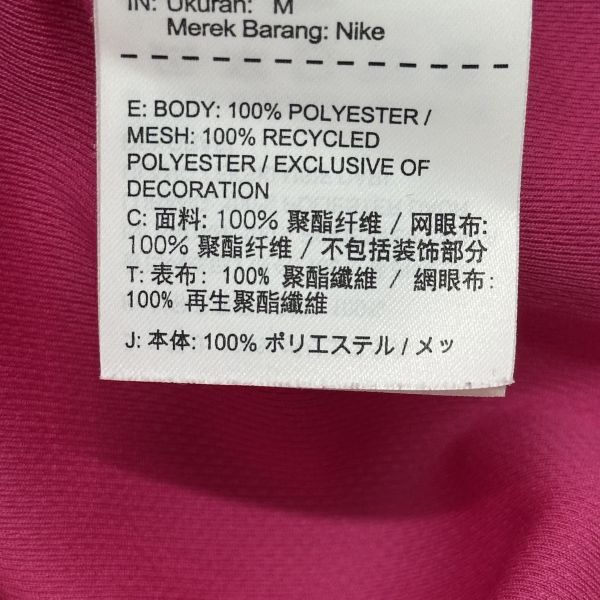 IN: Ukuran: M
Merek Barang: Nike
E: BODY: 100% POLYESTER /
MESH: 100% RECYCLED
POLYESTER / EXCLUSIVE OF
DECORATION
C: 面料: 100% 聚酯纤维 / 网眼布:
100% 聚酯纤维 / 不包括装饰部分
T: 表布: 100% 聚酯纖維 / 網眼布:
100% 再生聚酯纖維
J: 本体: 100% ポリエステル / メッ